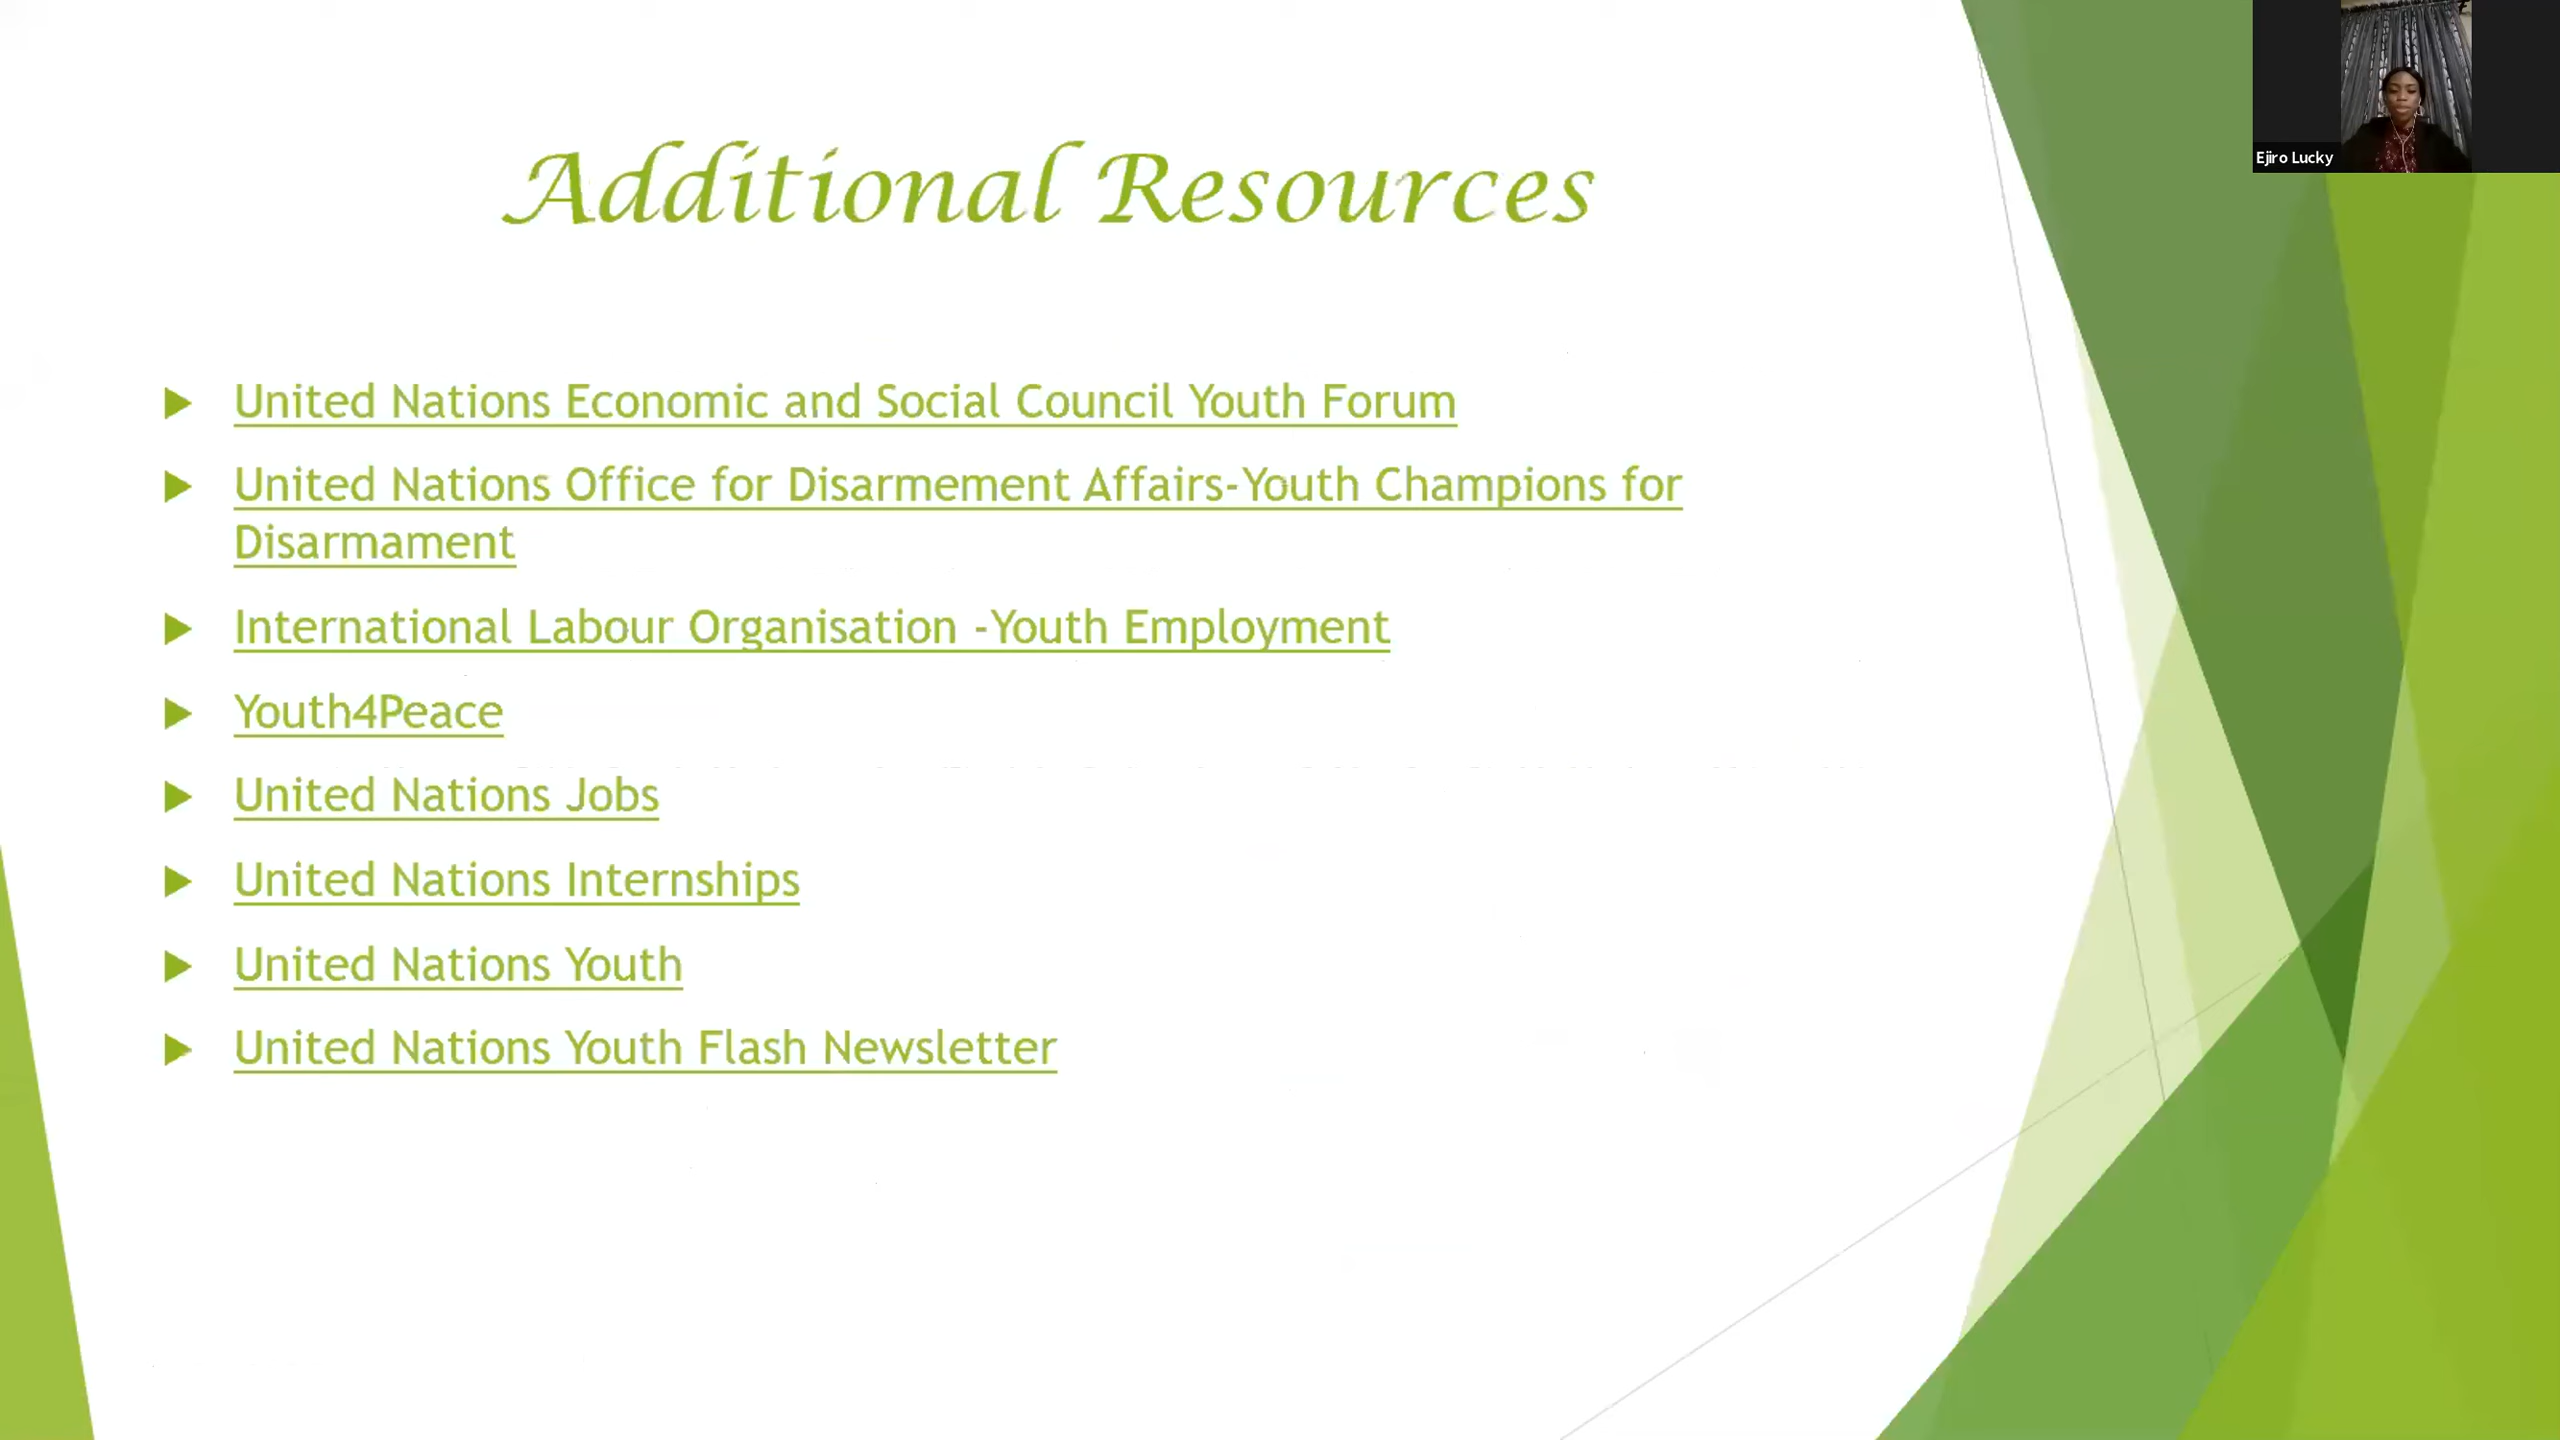 Additional Resources
United Nations Economic and Social Council Youth Forum
United Nations Office for Disarmement Affairs-Youth Champions for
Disarmament
International Labour Organisation -Youth Employment
Youth4Peace
United Nations Jobs
United Nations Internships
United Nations Youth
United Nations Youth Flash Newsletter
Ejiro Lucky